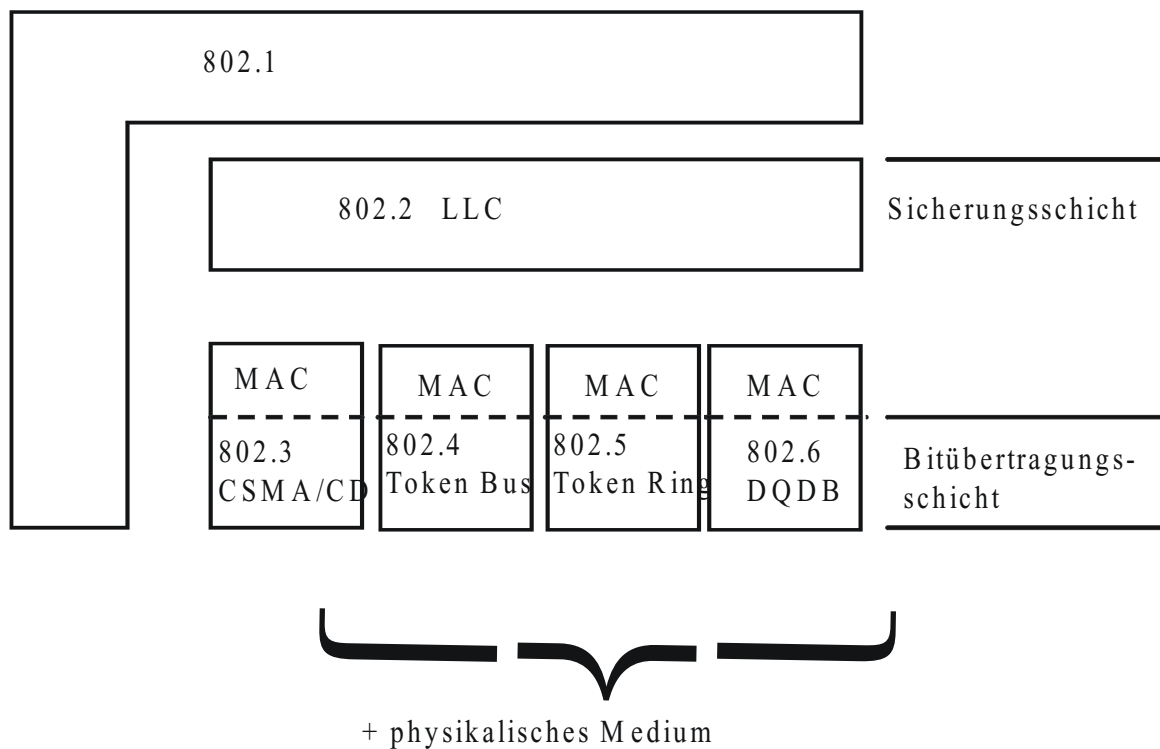 802.1
802.2 LLC
Sicherungsschicht
MAC
MAC
MAC
MAC
802.3
CSMA/CD
802.4
Token Bus
802.5
Token Ring
802.6
DQDB
Bitübertragungs-
schicht
+ physikalisches Medium